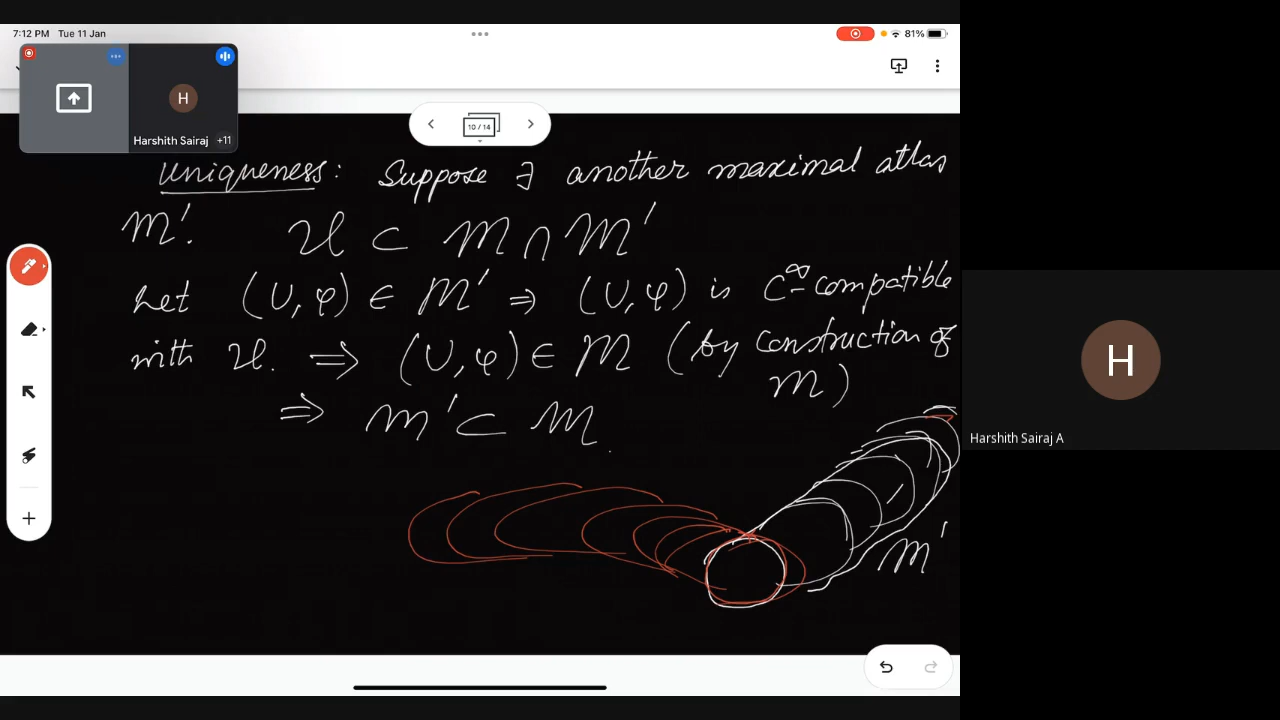 7:12 PM Tue 11 Jan
81%
H
Harshith Sairaj +11
10 / 14
Uniqueness: Suppose ∃ another maximal atlas
M'. U ⊂ M ∩ M'
Let (U, φ) ∈ M' ⇒ (U, φ) is C^∞-compatible
with U. ⇒ (U, φ) ∈ M (by construction of
M)
⇒ M' ⊂ M.
M'
H
Harshith Sairaj A